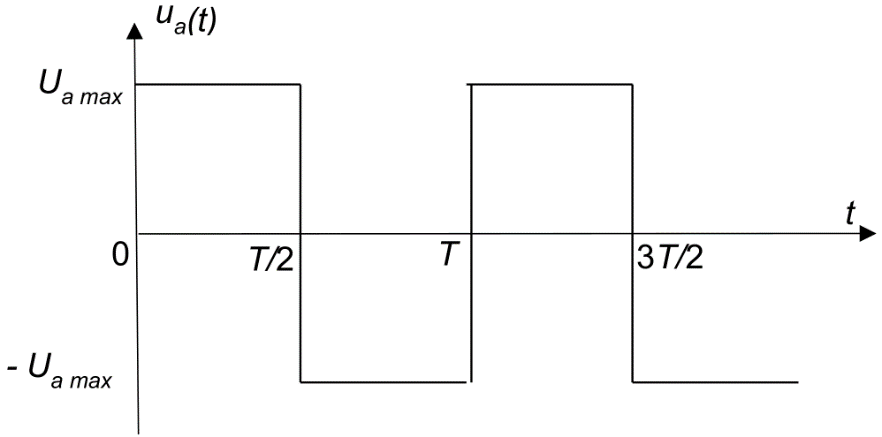 u_a(t)
U_a max
t
0
T/2
T
3T/2
- U_a max